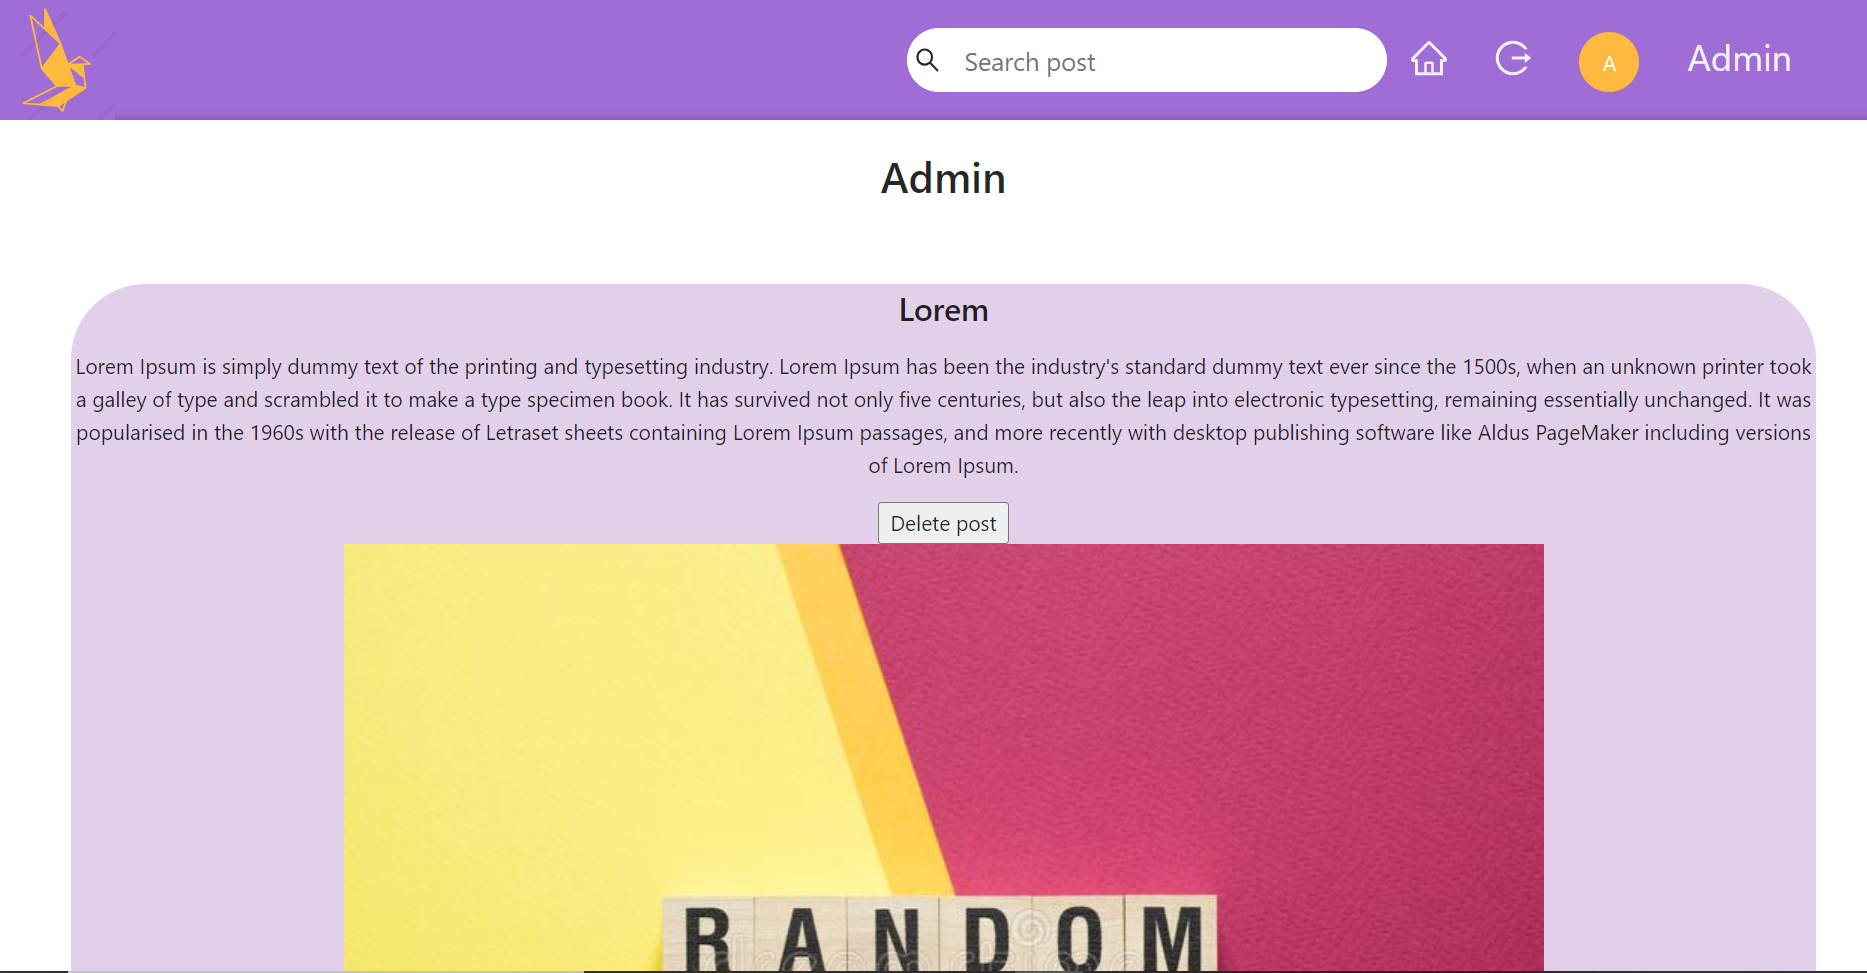 Search post
A
Admin
Admin
Lorem
Lorem Ipsum is simply dummy text of the printing and typesetting industry. Lorem Ipsum has been the industry's standard dummy text ever since the 1500s, when an unknown printer took
a galley of type and scrambled it to make a type specimen book. It has survived not only five centuries, but also the leap into electronic typesetting, remaining essentially unchanged. It was
popularised in the 1960s with the release of Letraset sheets containing Lorem Ipsum passages, and more recently with desktop publishing software like Aldus PageMaker including versions
of Lorem Ipsum.
Delete post
RANDOM